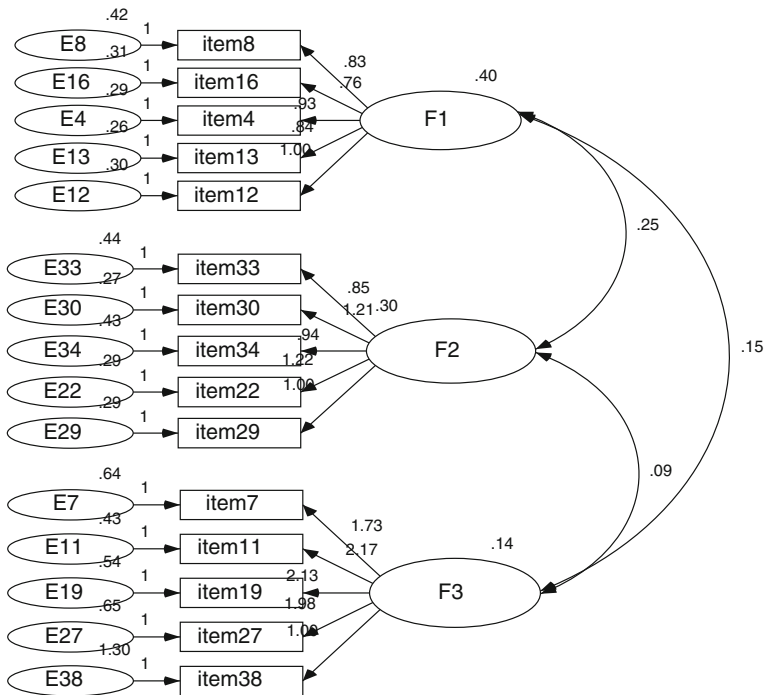 .42
E8 1 item8
.31 .83
E16 1 item16 .76 .40
.29
E4 1 item4 .93 F1
.26 .84
E13 1 item13 1.00
.30
E12 1 item12
.25
.44
E33 1 item33
.27 .85
E30 1 item30 1.21 .30
.43 .94
E34 1 item34 F2 .15
.29 1.22
E22 1 item22 1.00
.29
E29 1 item29
.09
.64
E7 1 item7
.43 1.73
E11 1 item11 2.17 .14
.54 2.13
E19 1 item19 F3
.65 1.98
E27 1 item27 1.00
1.30
E38 1 item38